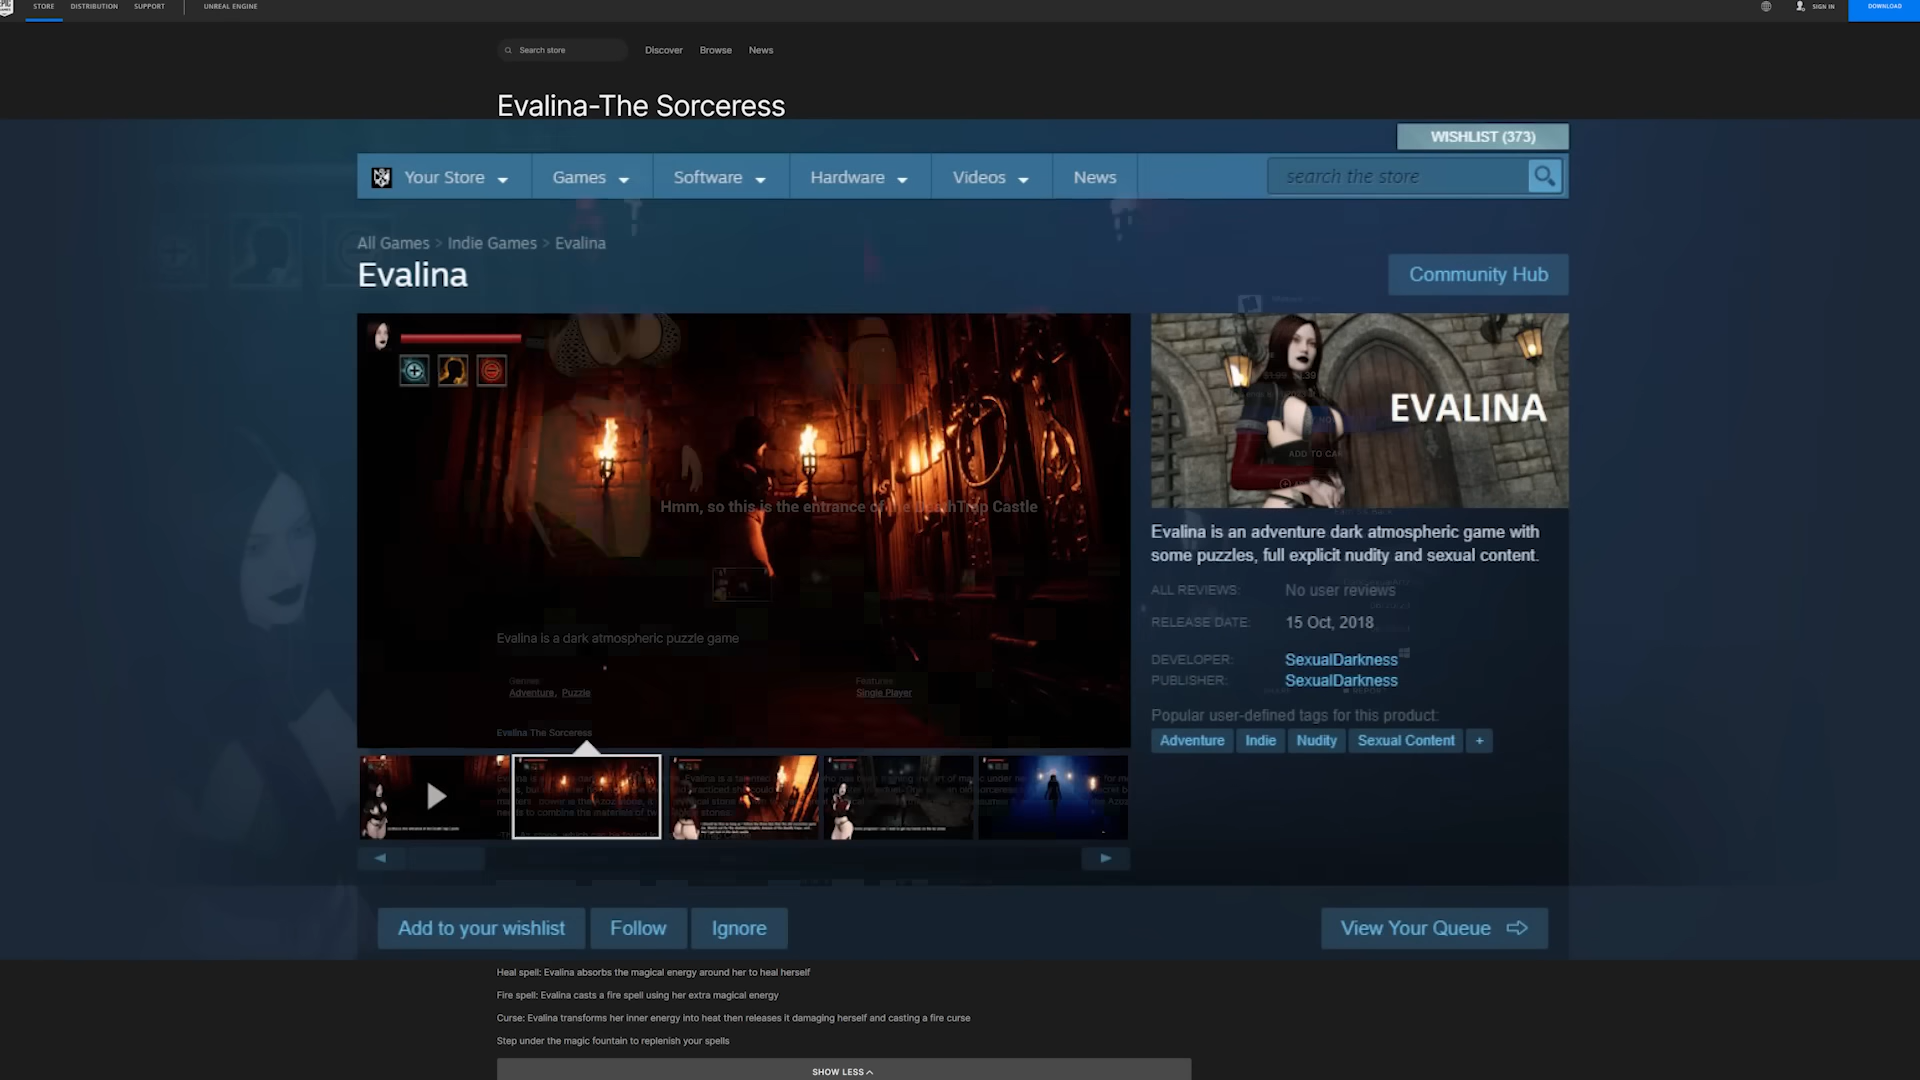 STORE DISTRIBUTION SUPPORT UNREAL ENGINE SIGN IN DOWNLOAD
Search store Discover Browse News
Evalina-The Sorceress
WISHLIST (373)
Your Store Games Software Hardware Videos News search the store
All Games > Indie Games > Evalina
Evalina
Community Hub
EVALINA
ADD TO CA
Hmm, so this is the entrance of DeathTrap Castle
Evalina is an adventure dark atmospheric game with
some puzzles, full explicit nudity and sexual content.
ALL REVIEWS: No user reviews
RELEASE DATE: 15 Oct, 2018
Evalina is a dark atmospheric puzzle game
DEVELOPER: SexualDarkness
PUBLISHER: SexualDarkness
Genres Features
Adventure, Puzzle Single Player
Popular user-defined tags for this product:
Evelina The Sorceress
Adventure Indie Nudity Sexual Content +
Add to your wishlist Follow Ignore View Your Queue
Heal spell: Evalina absorbs the magical energy around her to heal herself
Fire spell: Evalina casts a fire spell using her extra magical energy
Curse: Evalina transforms her inner energy into heat then releases it damaging herself and casting a fire curse
Step under the magic fountain to replenish your spells
SHOW LESS